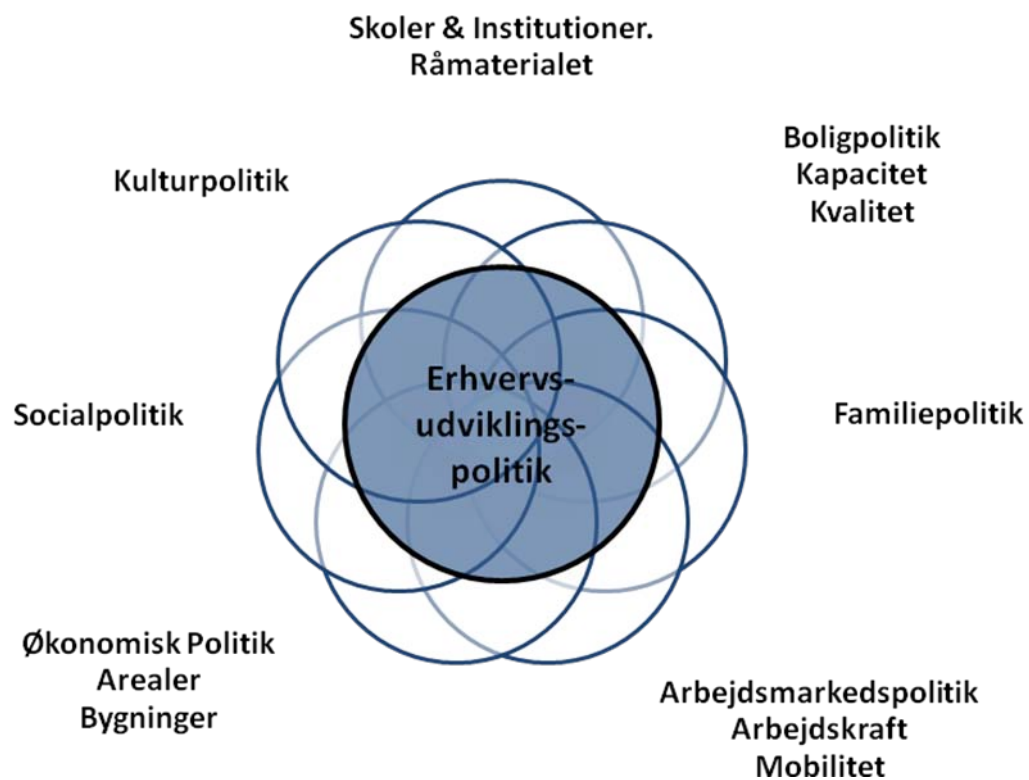 Skoler & Institutioner.
Råmaterialet
Boligpolitik
Kapacitet
Kvalitet
Kulturpolitik
Erhvervs-
udviklings-
politik
Socialpolitik
Familiepolitik
Økonomisk Politik
Arealer
Bygninger
Arbejdsmarkedspolitik
Arbejdskraft
Mobilitet